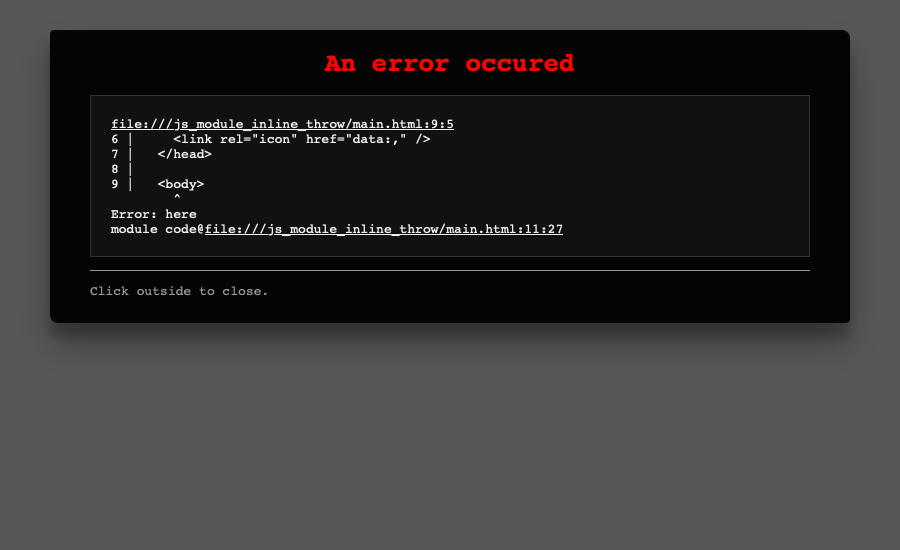 An error occured
file:///js_module_inline_throw/main.html:9:5
6 |     <link rel="icon" href="data:," />
7 |   </head>
8 |
9 |   <body>
        ^
Error: here
module code@file:///js_module_inline_throw/main.html:11:27
Click outside to close.